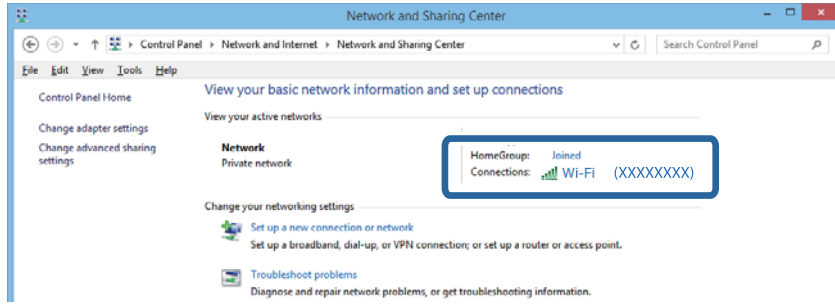 Network and Sharing Center
Control Panel Network and Internet Network and Sharing Center Search Control Panel
File Edit View Tools Help
Control Panel Home
Change adapter settings
Change advanced sharing
settings
View your basic network information and set up connections
View your active networks
Network
Private network
HomeGroup: Joined
Connections: Wi-Fi (XXXXXXXX)
Change your networking settings
Set up a new connection or network
Set up a broadband, dial-up, or VPN connection; or set up a router or access point.
Troubleshoot problems
Diagnose and repair network problems, or get troubleshooting information.